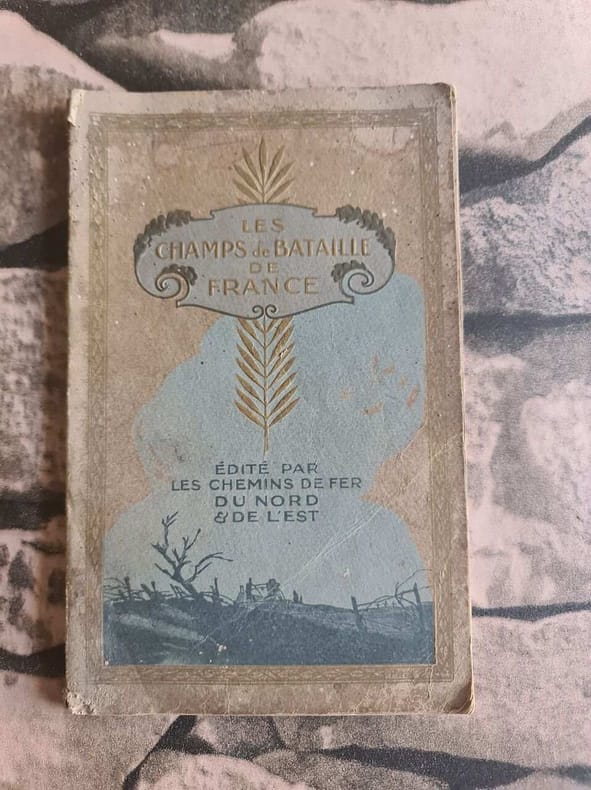 LES
CHAMPS de BATAILLE
DE
FRANCE
ÉDITÉ PAR
LES CHEMINS DE FER
DU NORD
& DE L'EST